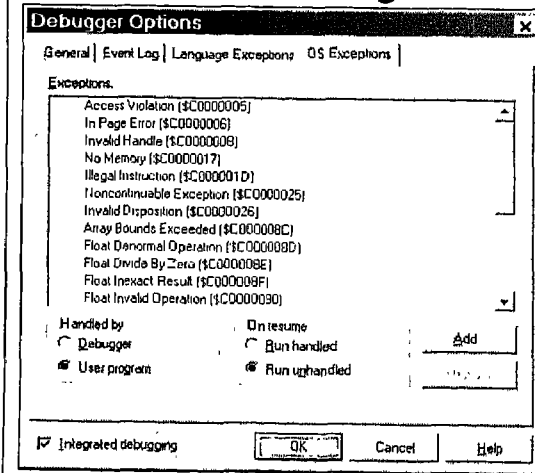 Debugger Options
General Event Log Language Exceptions OS Exceptions
Exceptions.
Access Violation ($C0000005)
In Page Error ($C0000006)
Invalid Handle ($C0000008)
No Memory ($C0000017)
Illegal Instruction ($C000001D)
Noncontinuable Exception ($C0000025)
Invalid Disposition ($C0000026)
Array Bounds Exceeded ($C000008C)
Float Denormal Operation ($C000008D)
Float Divide By Zero ($C000008E)
Float Inexact Result ($C000008F)
Float Invalid Operation ($C0000090)
Handled by
On resume
Debugger
Run handled
Add
User program
Run unhandled
Integrated debugging
OK
Cancel
Help